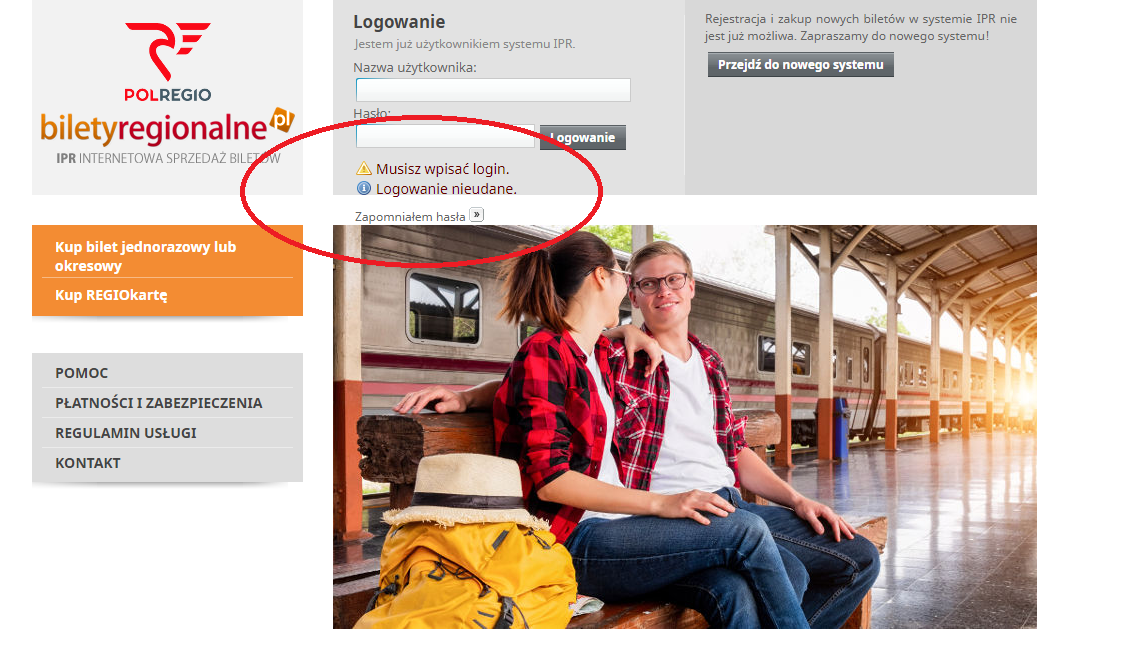 POLREGIO
biletyregionalne.pl
IPR INTERNETOWA SPRZEDAŻ BILETÓW
Logowanie
Jestem już użytkownikiem systemu IPR.
Nazwa użytkownika:
Hasło:
Logowanie
Musisz wpisać login.
Logowanie nieudane.
Zapomniałem hasła »
Rejestracja i zakup nowych biletów w systemie IPR nie
jest już możliwa. Zapraszamy do nowego systemu!
Przejdź do nowego systemu
Kup bilet jednorazowy lub
okresowy
Kup REGIOkartę
POMOC
PŁATNOŚCI I ZABEZPIECZENIA
REGULAMIN USŁUGI
KONTAKT